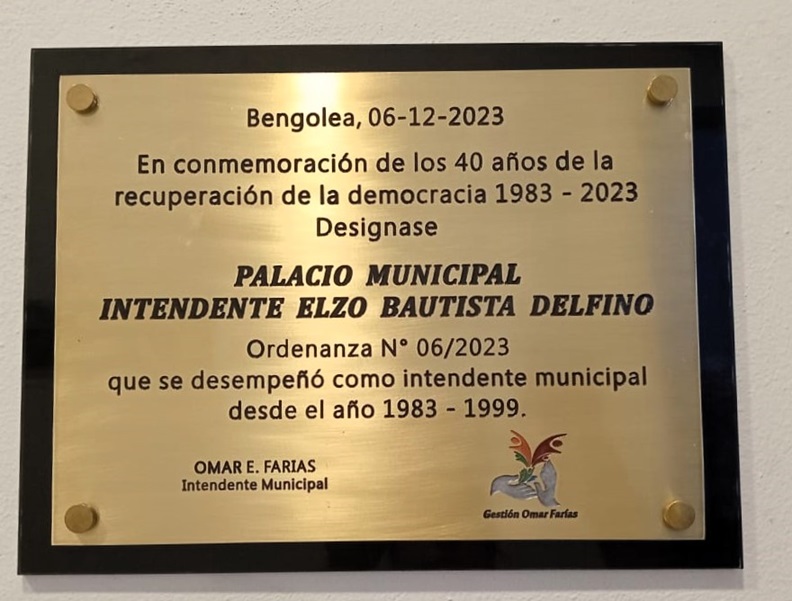 Bengolea, 06-12-2023
En conmemoración de los 40 años de la
recuperación de la democracia 1983 - 2023
Designase
PALACIO MUNICIPAL
INTENDENTE ELZO BAUTISTA DELFINO
Ordenanza N° 06/2023
que se desempeñó como intendente municipal
desde el año 1983 - 1999.
OMAR E. FARIAS
Intendente Municipal
Gestión Omar Farías